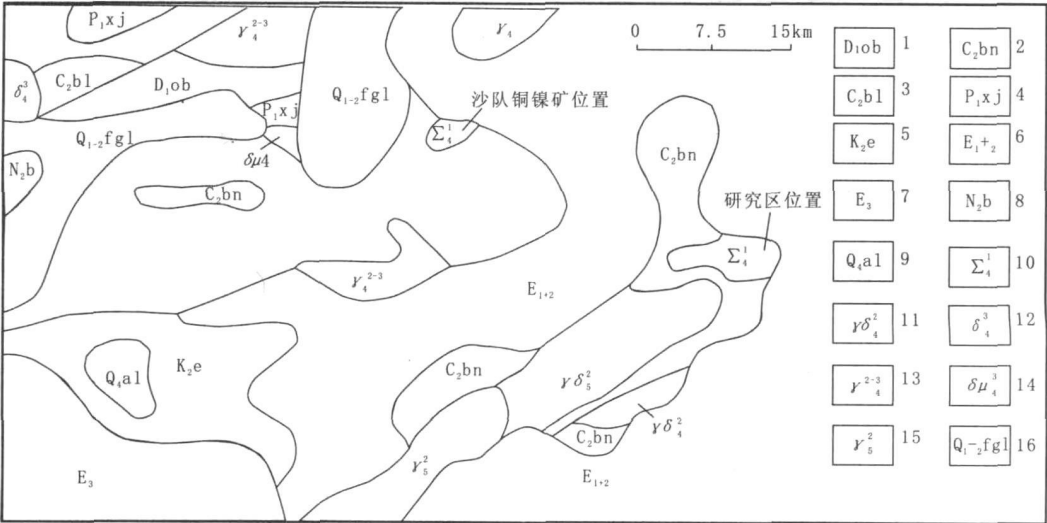 P₁xj
γ₄²⁻³
γ₄
0 7.5 15km
δ₄³
C₂bl
D₁ob
P₁xj
Q₁₋₂fgl
沙队铜镍矿位置
Σ₄¹
Q₁₋₂fgl
δμ4
N₂b
C₂bn
C₂bn
研究区位置
Σ₄¹
γ₄²⁻³
E₁₊₂
K₂e
Q₄al
C₂bn
γδ₅²
γδ₄²
C₂bn
γ₅²
E₃
E₁₊₂
D₁ob 1
C₂bn 2
C₂bl 3
P₁xj 4
K₂e 5
E₁+₂ 6
E₃ 7
N₂b 8
Q₄al 9
Σ₄¹ 10
γδ₄² 11
δ₄³ 12
γ₄²⁻³ 13
δμ₄³ 14
γ₅² 15
Q₁-₂fgl 16